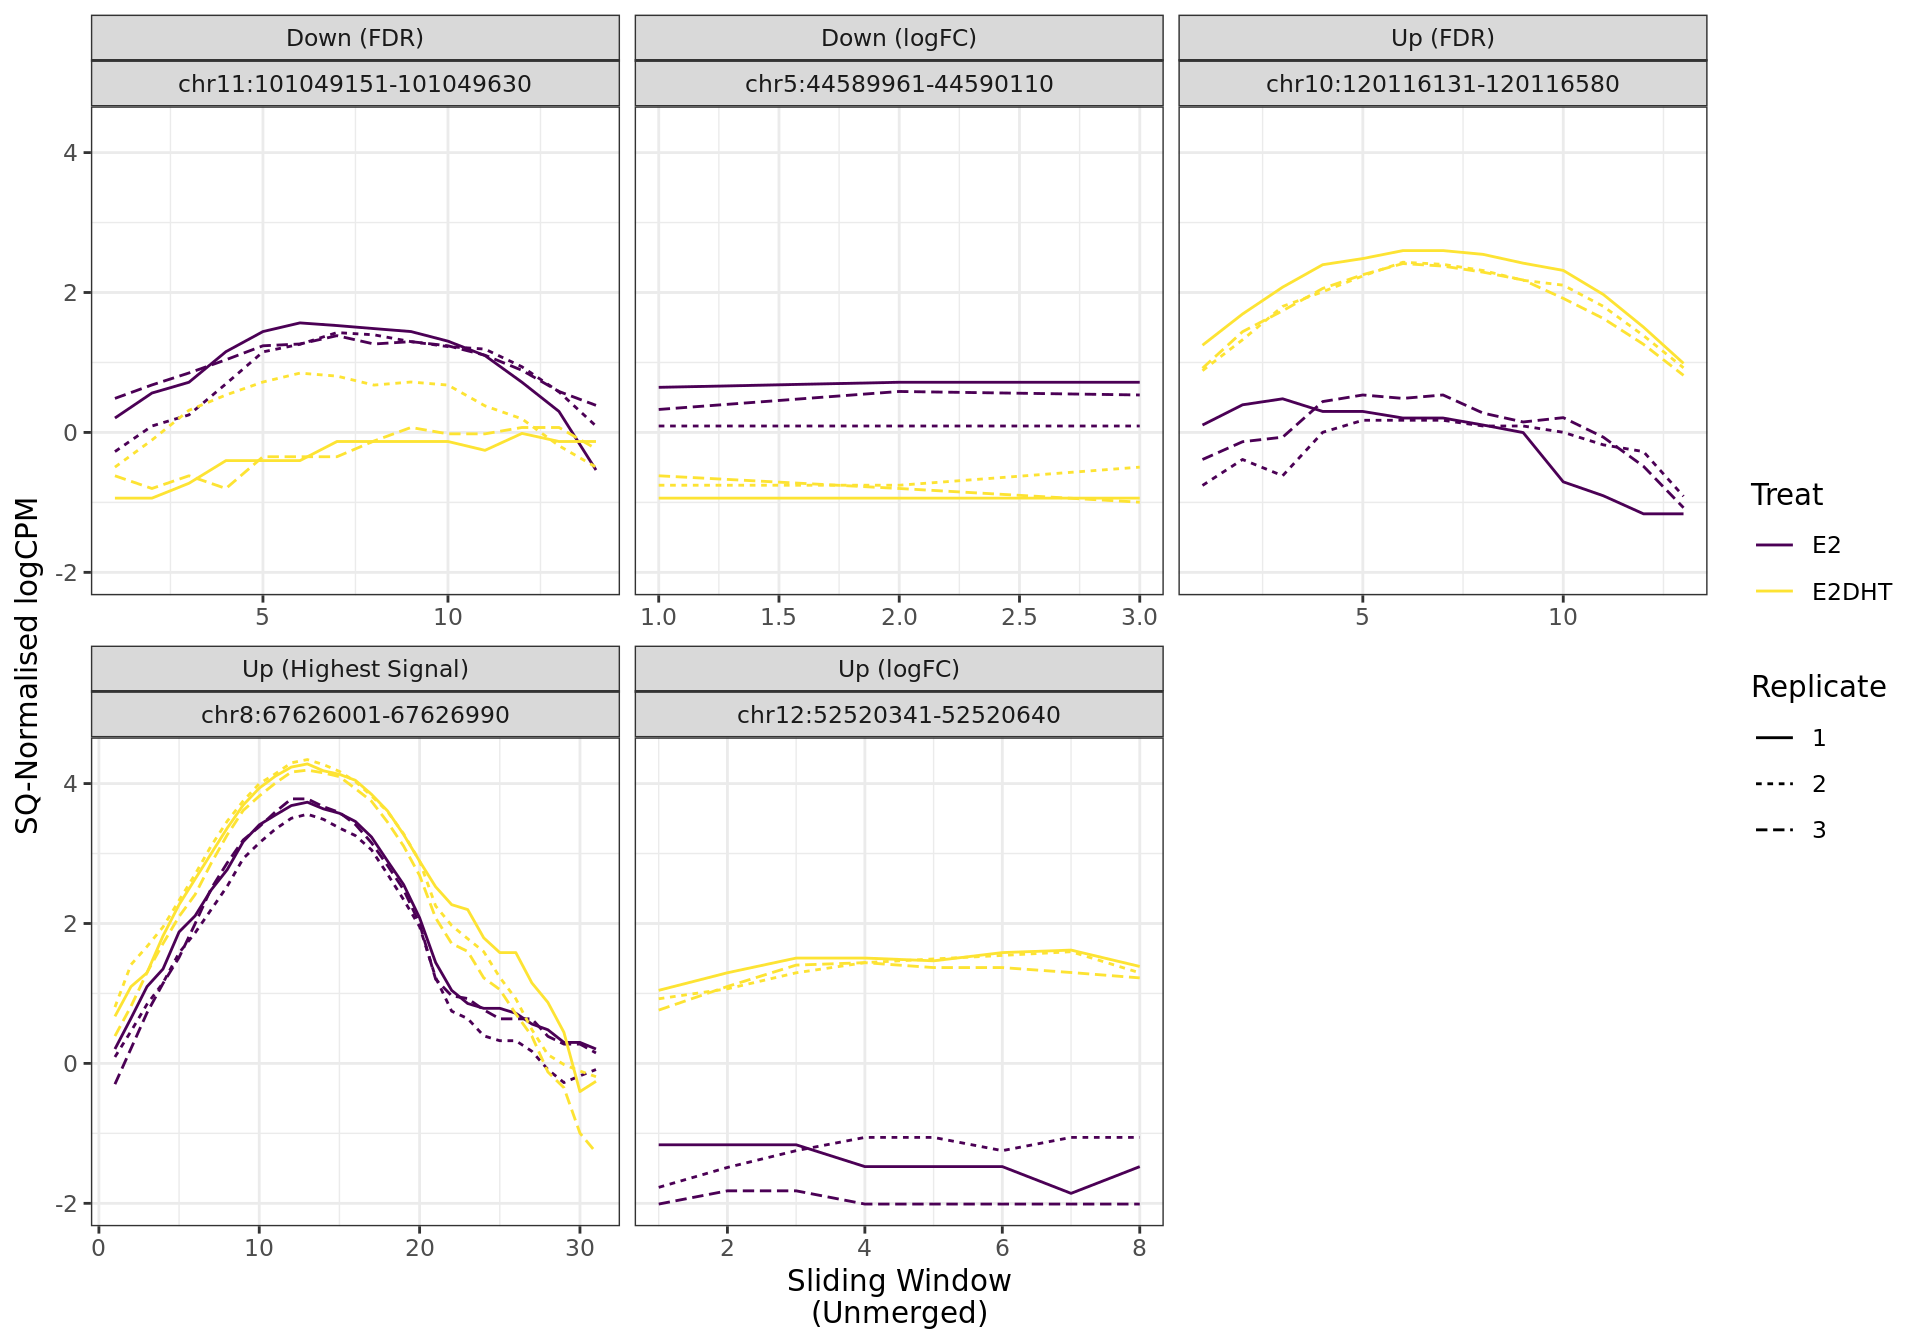 Down (FDR)
Down (logFC)
Up (FDR)
chr11:101049151-101049630
chr5:44589961-44590110
chr10:120116131-120116580
4
2
0
-2
5
10
1.0
1.5
2.0
2.5
3.0
5
10
Up (Highest Signal)
Up (logFC)
chr8:67626001-67626990
chr12:52520341-52520640
4
2
0
-2
0
10
20
30
2
4
6
8
Sliding Window
(Unmerged)
SQ-Normalised logCPM
Treat
E2
E2DHT
Replicate
1
2
3